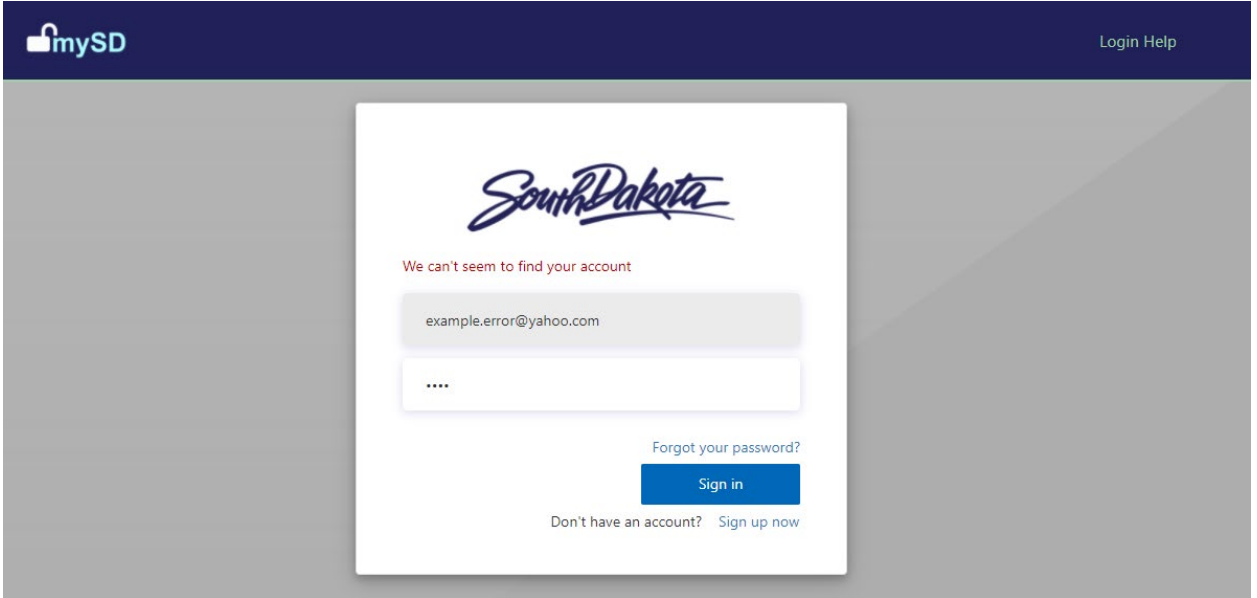 mySD
Login Help
SouthDakota
We can't seem to find your account
example.error@yahoo.com
••••
Forgot your password?
Sign in
Don't have an account? Sign up now